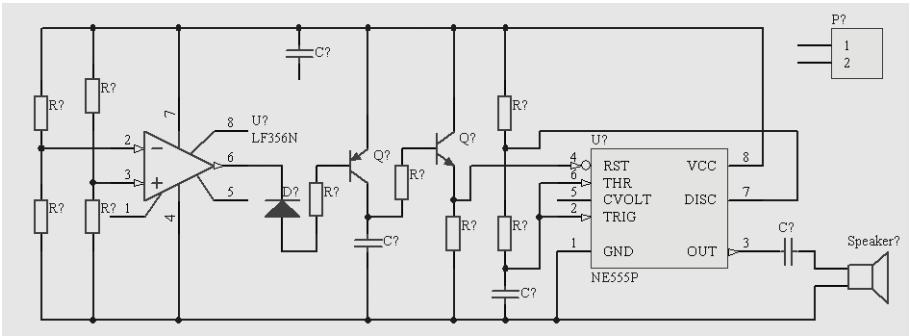 P?
1
2
C?
R?
R?
7
8
U?
LF356N
2
−
6
3
+
1
4
5
R?
R?
D?
R?
Q?
C?
R?
Q?
R?
R?
R?
C?
U?
4
RST
VCC
8
6
THR
5
CVOLT
DISC
7
2
TRIG
1
GND
OUT
3
NE555P
C?
Speaker?